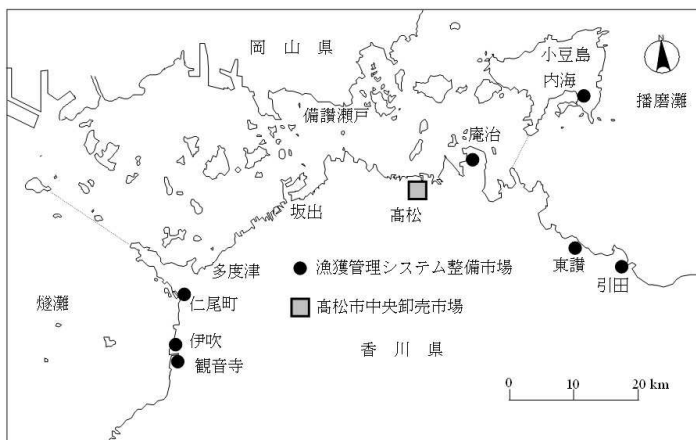 岡山県
小豆島
内海
N
播磨灘
備讃瀬戸
庵治
坂出
髙松
東讃
引田
多度津
仁尾町
燧灘
伊吹
観音寺
漁獲管理システム整備市場
髙松市中央卸売市場
香川県
0 10 20 km